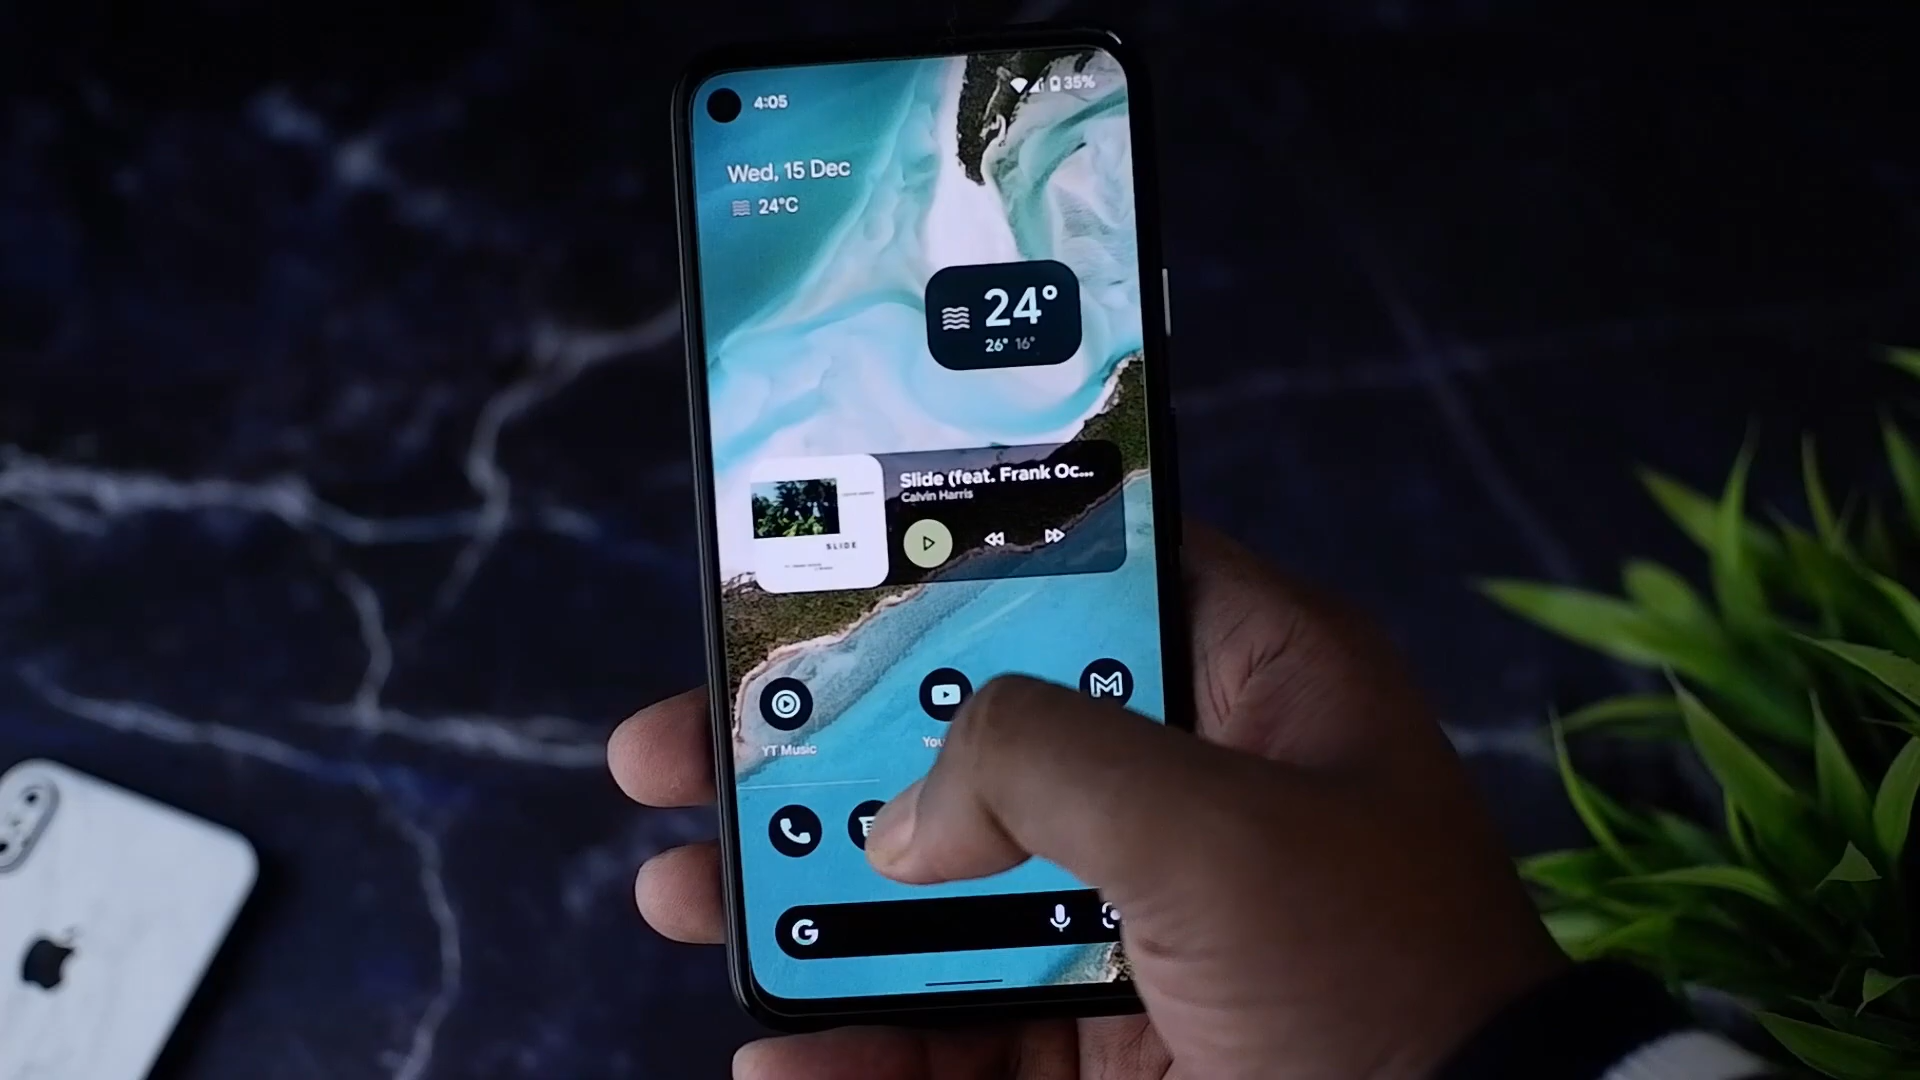 4:05
35%
Wed, 15 Dec
24°C
24°
26° 16°
Slide (feat. Frank Oc...
Calvin Harris
SLIDE
YT Music
You